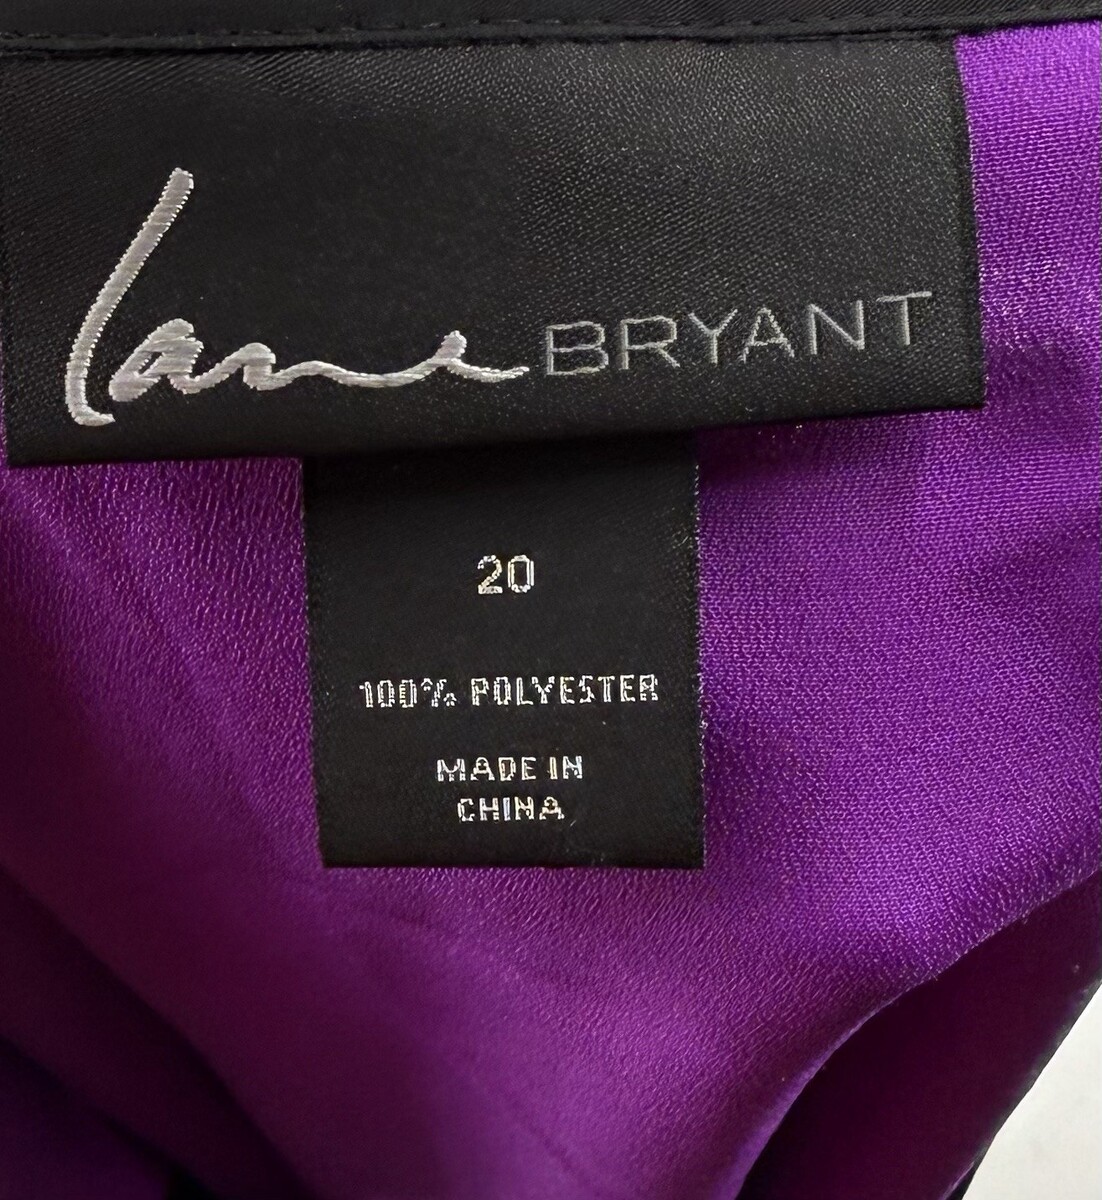 lane BRYANT
20
100% POLYESTER
MADE IN
CHINA